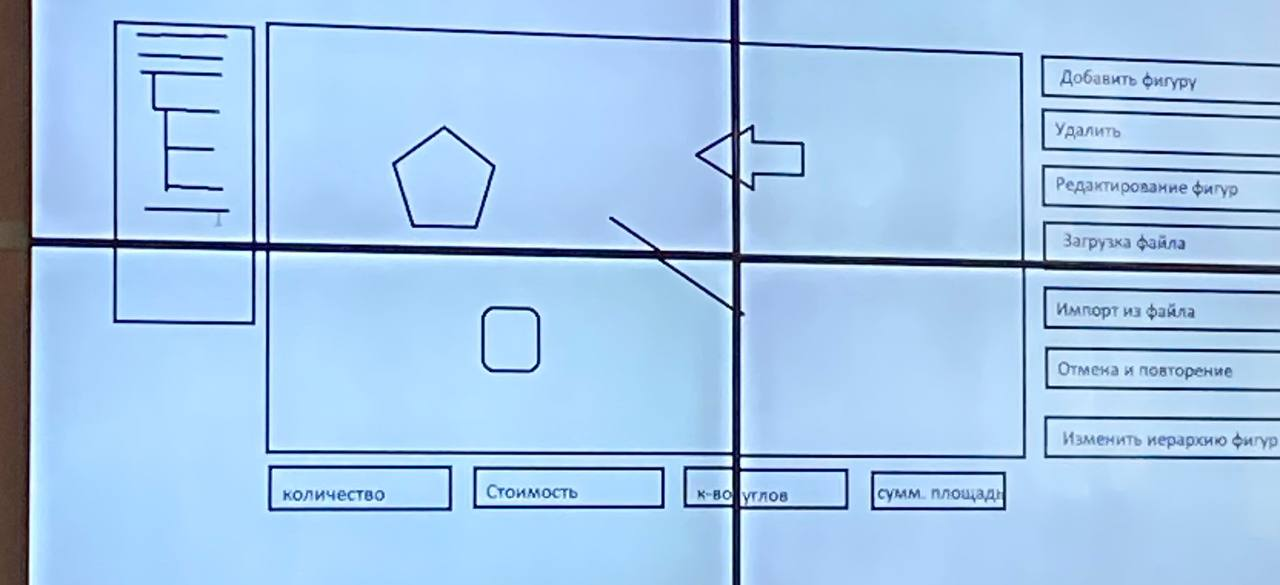 Добавить фигуру
Удалить
Редактирование фигур
Загрузка файла
Импорт из файла
Отмена и повторение
Изменить иерархию фигур
количество
Стоимость
к-во углов
сумм. площадь